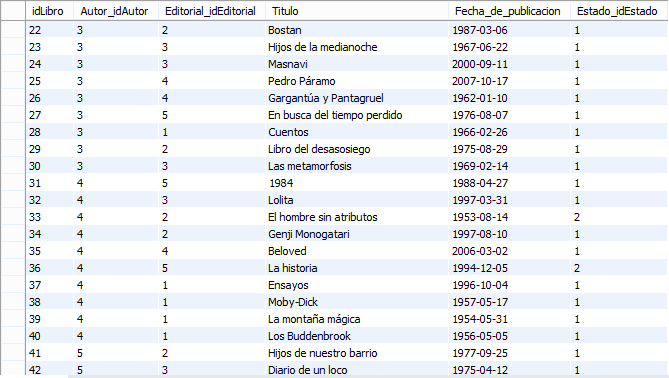 idLibro Autor_idAutor Editorial_idEditorial Titulo Fecha_de_publicacion Estado_idEstado
22 3 2 Bostan 1987-03-06 1
23 3 3 Hijos de la medianoche 1967-06-22 1
24 3 3 Masnavi 2000-09-11 1
25 3 4 Pedro Páramo 2007-10-17 1
26 3 4 Gargantúa y Pantagruel 1962-01-10 1
27 3 5 En busca del tiempo perdido 1976-08-07 1
28 3 1 Cuentos 1966-02-26 1
29 3 2 Libro del desasosiego 1975-08-29 1
30 3 3 Las metamorfosis 1969-02-14 1
31 4 5 1984 1988-04-27 1
32 4 3 Lolita 1997-03-31 1
33 4 2 El hombre sin atributos 1953-08-14 2
34 4 2 Genji Monogatari 1997-08-10 1
35 4 4 Beloved 2006-03-02 1
36 4 5 La historia 1994-12-05 2
37 4 1 Ensayos 1996-10-04 1
38 4 1 Moby-Dick 1957-05-17 1
39 4 1 La montaña mágica 1954-05-31 1
40 4 1 Los Buddenbrook 1956-05-05 1
41 5 2 Hijos de nuestro barrio 1977-09-25 1
42 5 3 Diario de un loco 1975-04-12 1